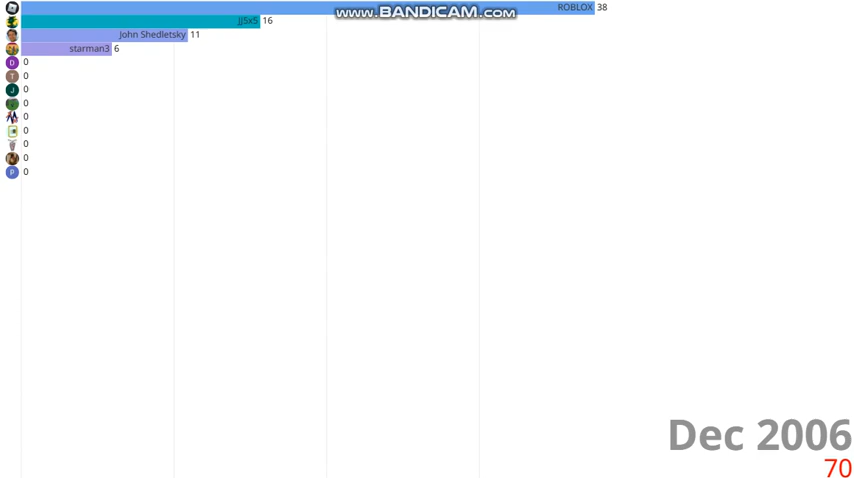 ROBLOX 38
www.BANDICAM.com
jj5x5 16
John Shedletsky 11
starman3 6
D 0
T 0
J 0
0
0
0
0
0
P 0
Dec 2006
70